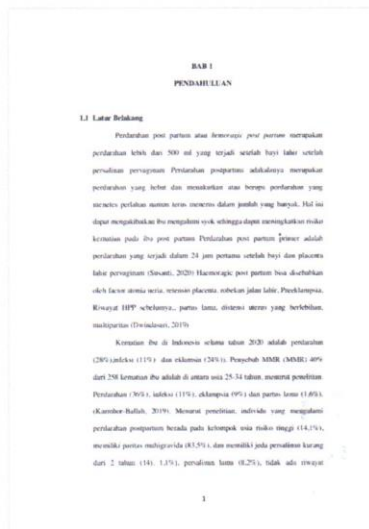 BAB 1
PENDAHULUAN
1.1 Latar Belakang
Perdarahan post partum atau hemoragic post partum merupakan
perdarahan lebih dari 500 ml yang terjadi setelah bayi lahir setelah
persalinan pervaginam Perdarahan postpartum adakalanya merupakan
perdarahan yang hebat dan menakutkan atau berupa perdarahan yang
menetes perlahan namun terus menerus dalam jumlah yang banyak. Hal ini
dapat mengakibatkan ibu mengalami syok sehingga dapat meningkatkan risiko
kematian pada ibu post partum Perdarahan post partum primer adalah
perdarahan yang terjadi dalam 24 jam pertama setelah bayi dan placenta
lahir pervaginam (Susanti, 2020) Haemoragic post partum bisa disebabkan
oleh factor atonia uteria, retensio placenta, robekan jalan lahir, Preeklampsia,
Riwayat HPP sebelumnya,, partus lama, distensi uterus yang berlebihan,
multiparitas (Dwindasari, 2019)
Kematian ibu di Indonesia selama tahun 2020 adalah perdarahan
(28%),infeksi (11%) dan eklamsia (24%). Penyebab MMR (MMR) 40%
dari 258 kematian ibu adalah di antara usia 25-34 tahun, menurut penelitian.
Perdarahan (36%), infeksi (11%), eklampsia (9%) dan partus lama (1,6%).
2019). Menurut penelitian, individu yang mengalami
perdarahan postpartum berada pada kelompok usia risiko tinggi (14,1%),
memiliki paritas multigravida (83,5%), dan memiliki jeda persalinan kurang
dari 2 tahun (14). 1,1%), persalinan lama (8,2%), tidak ada riwayat
1